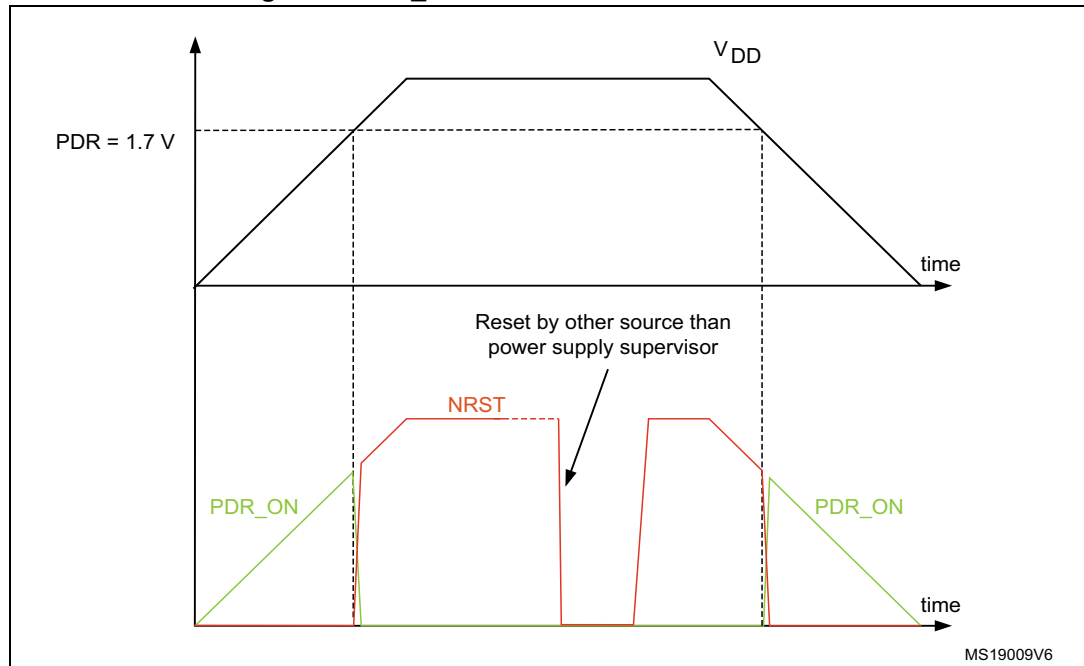 V DD
PDR = 1.7 V
time
Reset by other source than
power supply supervisor
NRST
PDR_ON
PDR_ON
time
MS19009V6